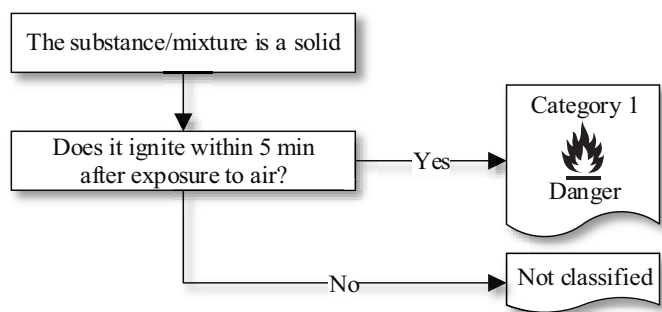 The substance/mixture is a solid
Does it ignite within 5 min
after exposure to air?
Yes
Category 1
Danger
No
Not classified